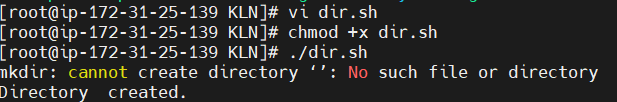 [root@ip-172-31-25-139 KLN]# vi dir.sh
[root@ip-172-31-25-139 KLN]# chmod +x dir.sh
[root@ip-172-31-25-139 KLN]# ./dir.sh
mkdir: cannot create directory ‘’: No such file or directory
Directory  created.